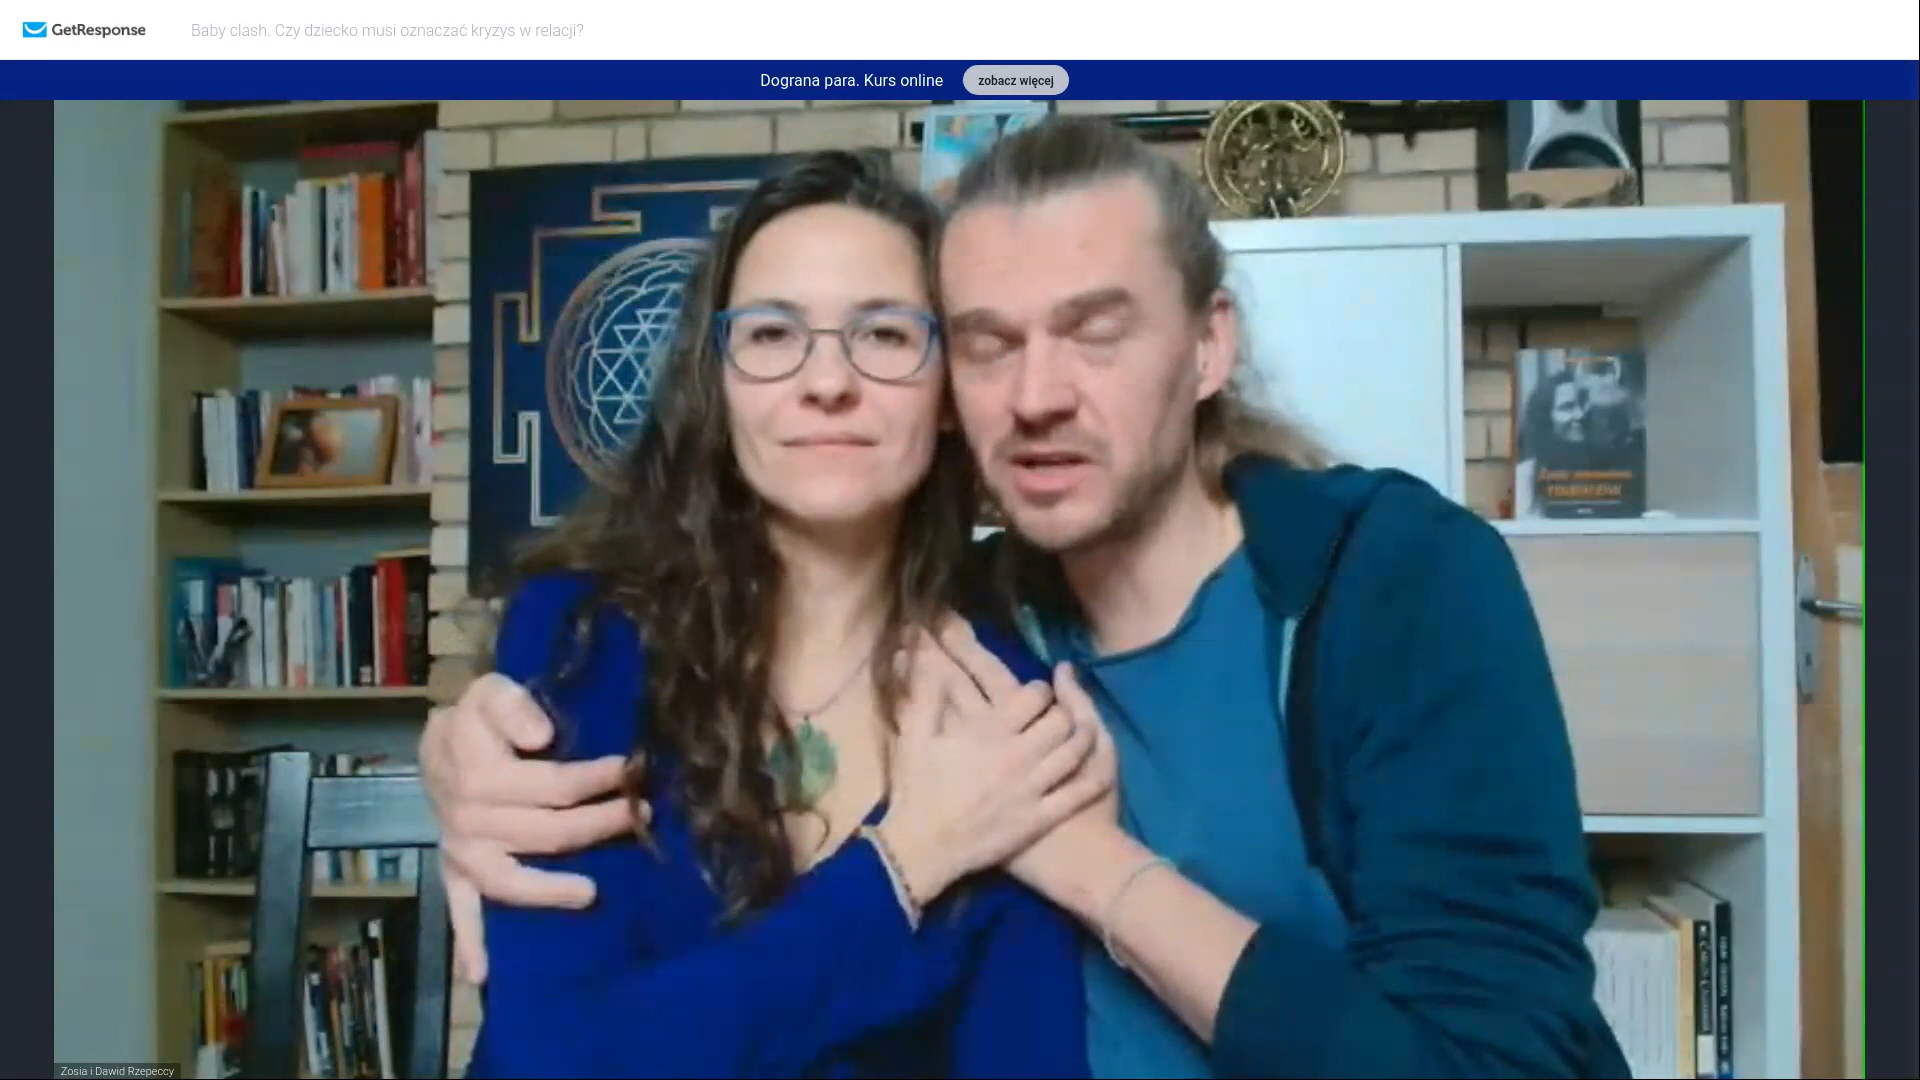 GetResponse
Baby clash. Czy dziecko musi oznaczać kryzys w relacji?
Dograna para. Kurs online
zobacz więcej
Zosia i Dawid Rzepeccy